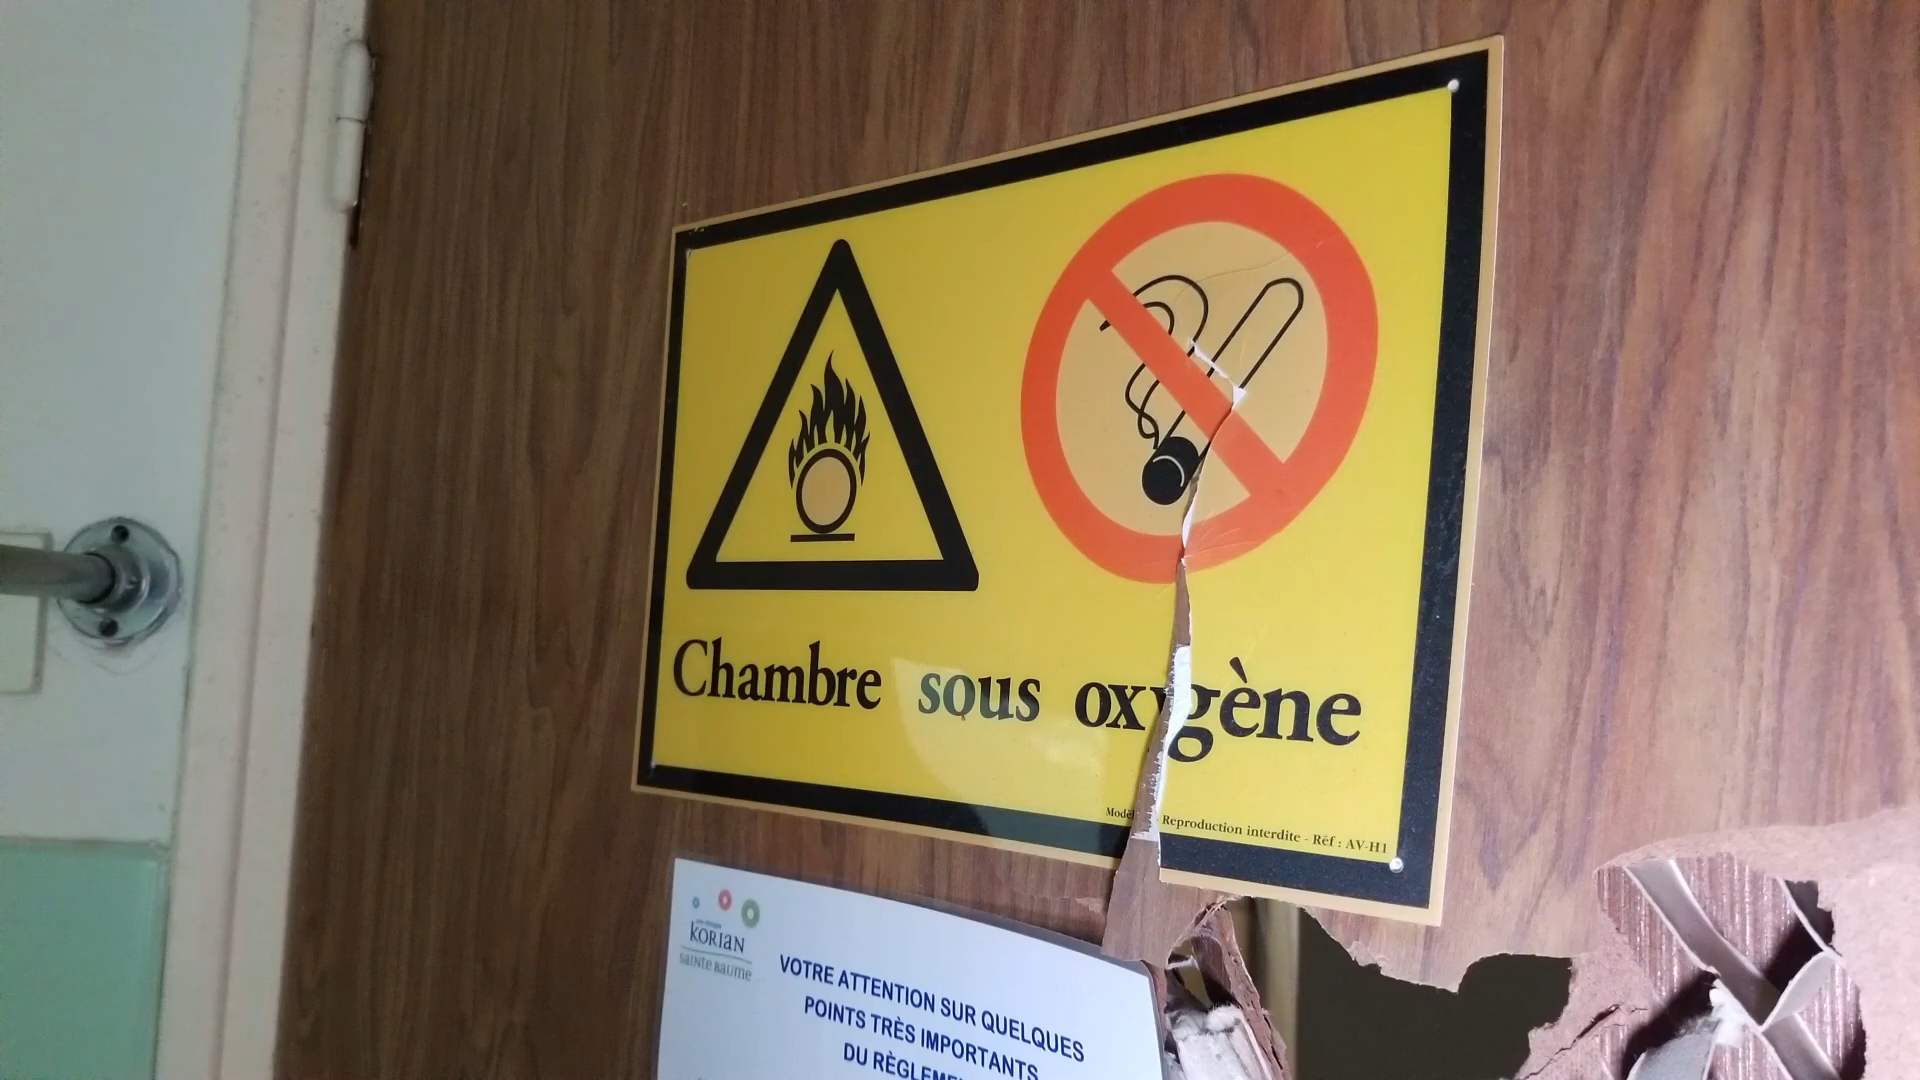 Chambre sous oxygène
Reproduction interdite - Réf : AV-H1
KORIAN
SAINTE BAUME
VOTRE ATTENTION SUR QUELQUES
POINTS TRÈS IMPORTANTS
DU